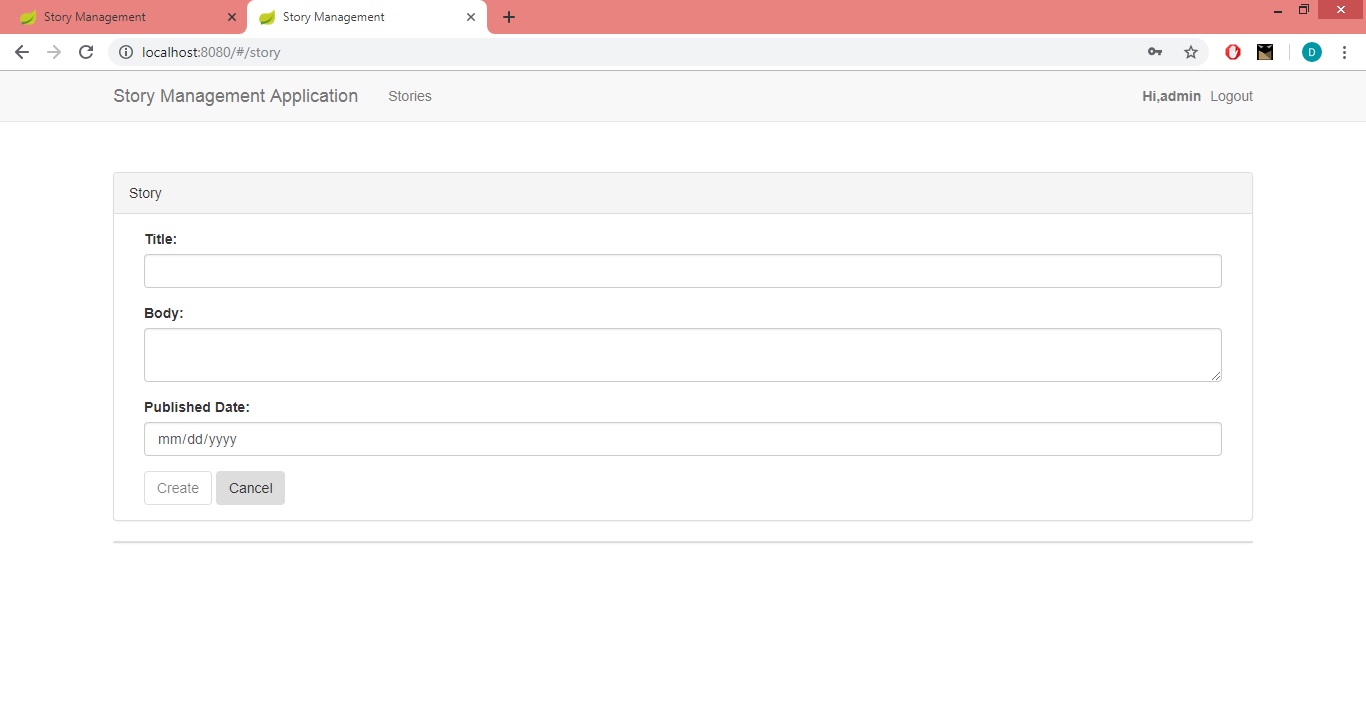 Story Management
Story Management
localhost:8080/#/story
D
Story Management Application Stories Hi,admin Logout
Story
Title:
Body:
Published Date:
mm/dd/yyyy
Create Cancel